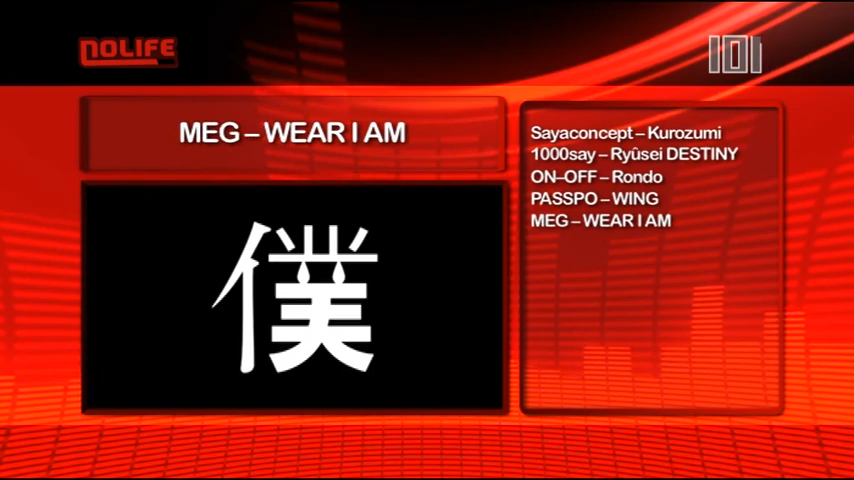 NOLIFE
101
MEG – WEAR I AM
僕
Sayaconcept – Kurozumi
1000say – Ryûsei DESTINY
ON–OFF – Rondo
PASSPO – WING
MEG – WEAR I AM